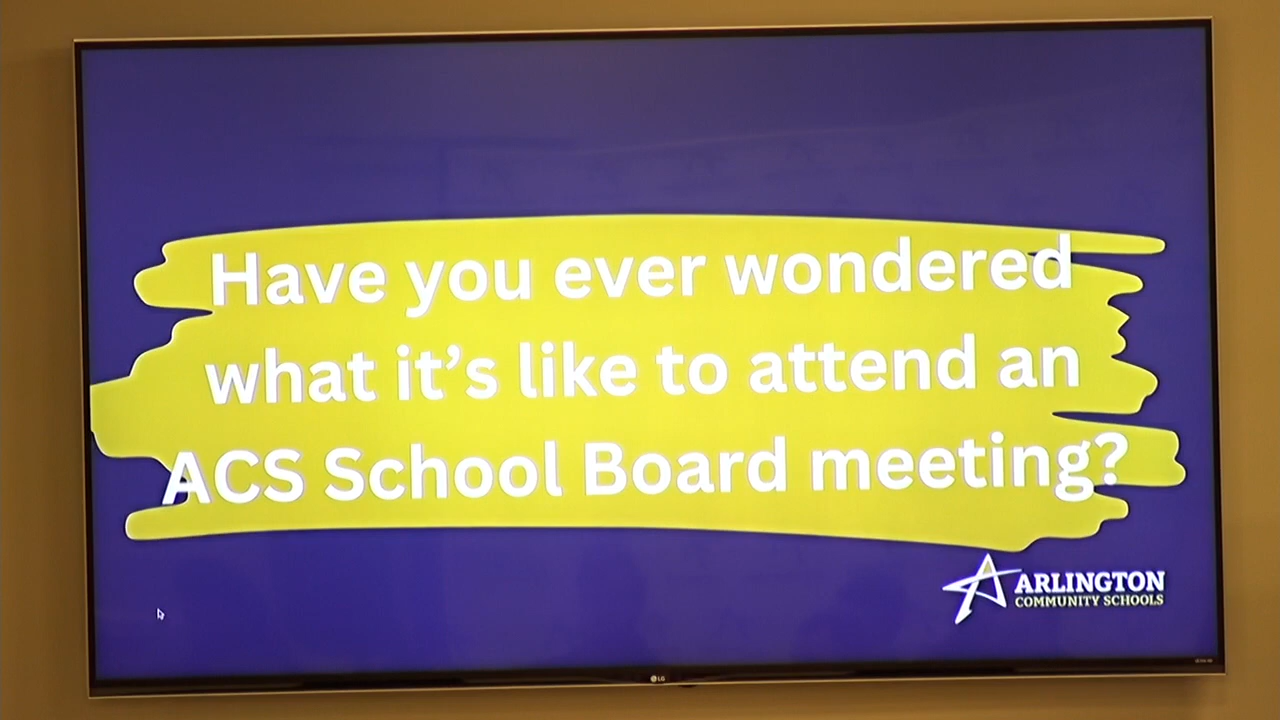 Have you ever wondered
what it’s like to attend an
ACS School Board meeting?
ARLINGTON
COMMUNITY SCHOOLS
LG